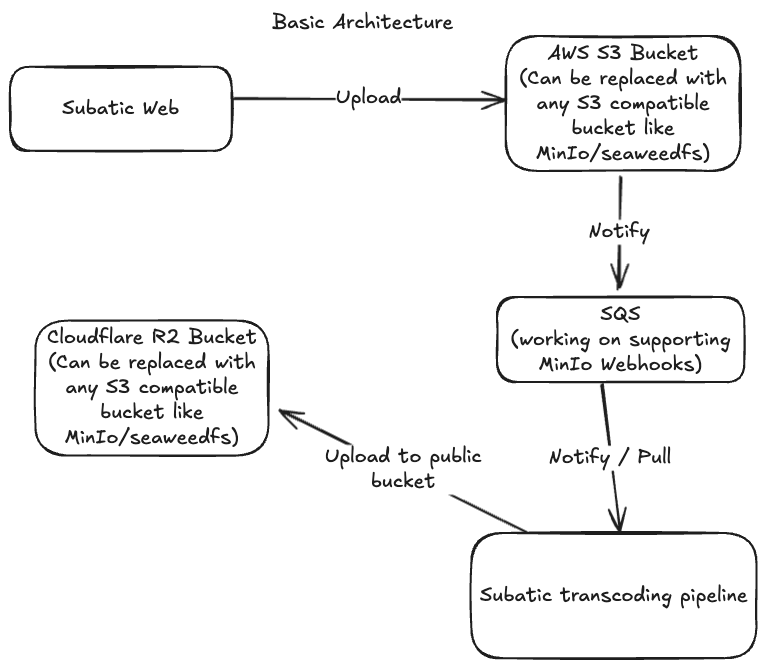 Basic Architecture
Subatic Web
Upload
AWS S3 Bucket
(Can be replaced with
any S3 compatible
bucket like
MinIo/seaweedfs)
Notify
SQS
(working on supporting
MinIo Webhooks)
Cloudflare R2 Bucket
(Can be replaced with
any S3 compatible
bucket like
MinIo/seaweedfs)
Upload to public
bucket
Notify / Pull
Subatic transcoding pipeline